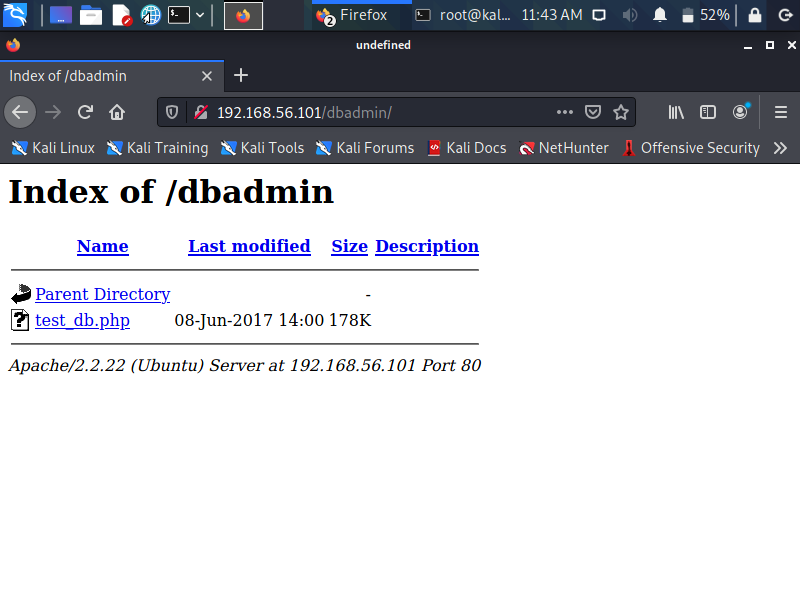 Firefox
2
root@kal...
11:43 AM
52%
undefined
Index of /dbadmin
192.168.56.101/dbadmin/
Kali Linux
Kali Training
Kali Tools
Kali Forums
Kali Docs
NetHunter
Offensive Security
Index of /dbadmin
Name Last modified Size Description
Parent Directory -
test_db.php 08-Jun-2017 14:00 178K
Apache/2.2.22 (Ubuntu) Server at 192.168.56.101 Port 80